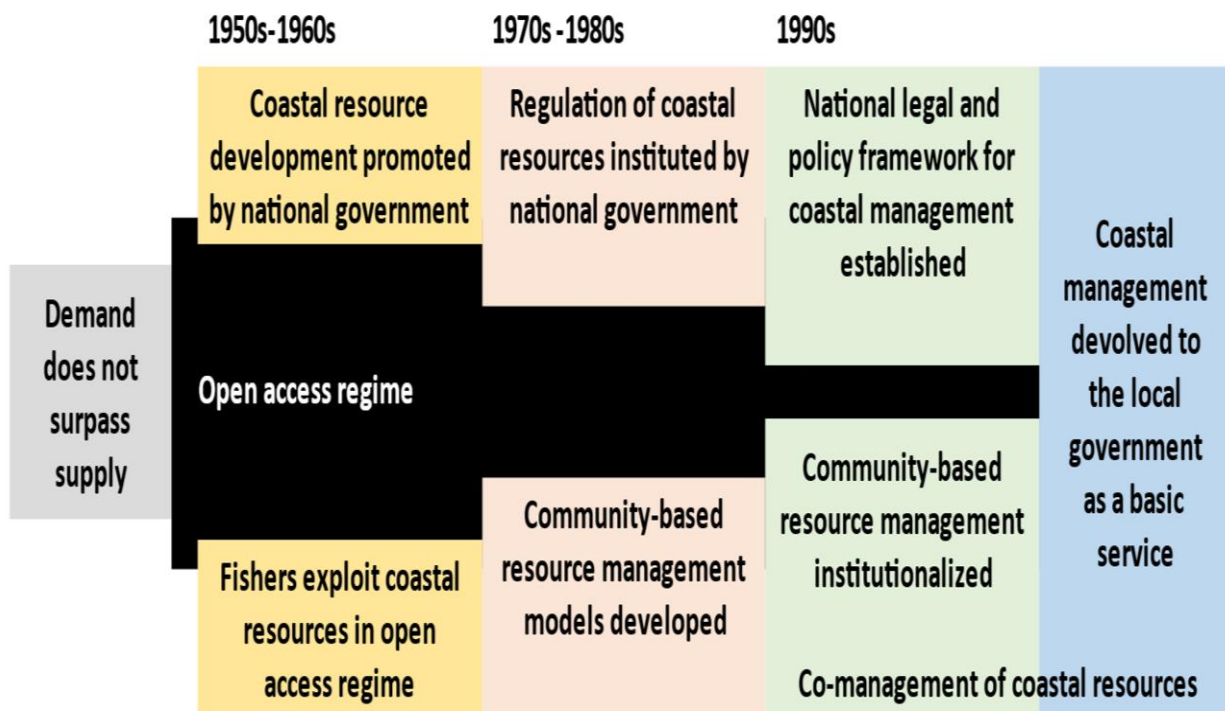 1950s-1960s
1970s -1980s
1990s
Coastal resource
development promoted
by national government
Regulation of coastal
resources instituted by
national government
National legal and
policy framework for
coastal management
established
Coastal
management
devolved to
the local
government
as a basic
service
Demand
does not
surpass
supply
Open access regime
Fishers exploit coastal
resources in open
access regime
Community-based
resource management
models developed
Community-based
resource management
institutionalized
Co-management of coastal resources